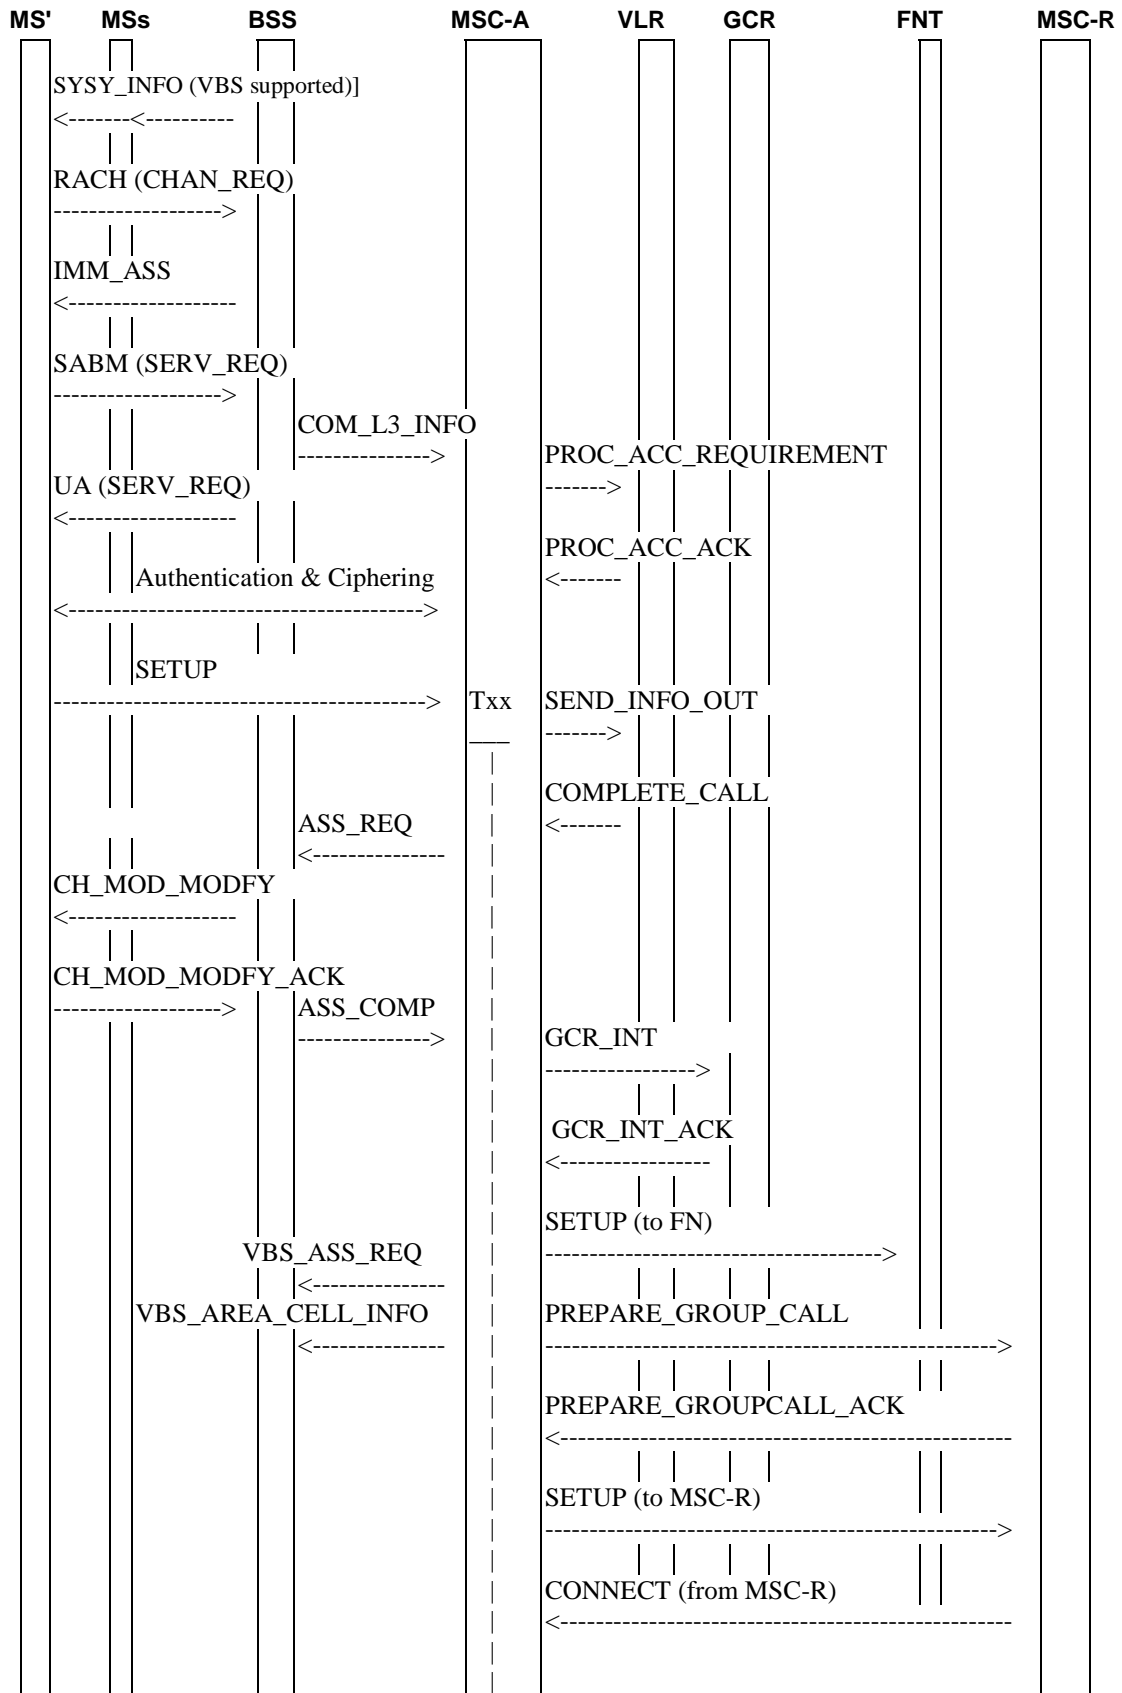 MS' MSs BSS MSC-A VLR GCR FNT MSC-R
SYSY_INFO (VBS supported)]
<-------<----------
RACH (CHAN_REQ)
------------------->
IMM_ASS
<-------------------
SABM (SERV_REQ)
------------------->
COM_L3_INFO
---------------> PROC_ACC_REQUIREMENT
UA (SERV_REQ) ------->
<-------------------
PROC_ACC_ACK
Authentication & Ciphering <-------
<---------------------------------------->
SETUP
------------------------------------------> Txx SEND_INFO_OUT
___ ------->
COMPLETE_CALL
ASS_REQ <-------
<---------------
CH_MOD_MODFY
<-------------------
CH_MOD_MODFY_ACK
-------------------> ASS_COMP
---------------> GCR_INT
----------------->
GCR_INT_ACK
<-----------------
SETUP (to FN)
VBS_ASS_REQ -------------------------------------->
<---------------
VBS_AREA_CELL_INFO PREPARE_GROUP_CALL
<--------------- --------------------------------------------------->
PREPARE_GROUPCALL_ACK
<---------------------------------------------------
SETUP (to MSC-R)
--------------------------------------------------->
CONNECT (from MSC-R)
<---------------------------------------------------